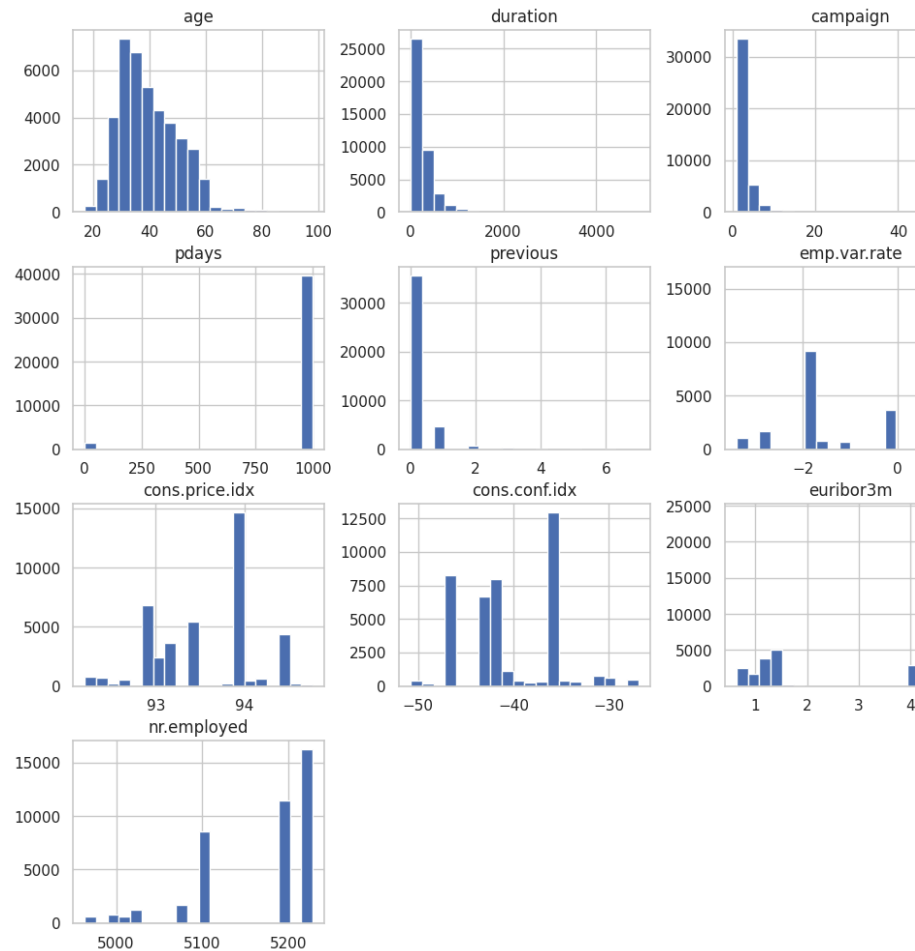 age
6000
4000
2000
0
20 40 60 80 100
duration
25000
20000
15000
10000
5000
0
0 2000 4000
campaign
30000
20000
10000
0
0 20 40
pdays
40000
30000
20000
10000
0
0 250 500 750 1000
previous
30000
20000
10000
0
0 2 4 6
emp.var.rate
15000
10000
5000
0
−2 0
cons.price.idx
15000
10000
5000
0
93 94
cons.conf.idx
12500
10000
7500
5000
2500
0
−50 −40 −30
euribor3m
25000
20000
15000
10000
5000
0
1 2 3 4
nr.employed
15000
10000
5000
0
5000 5100 5200